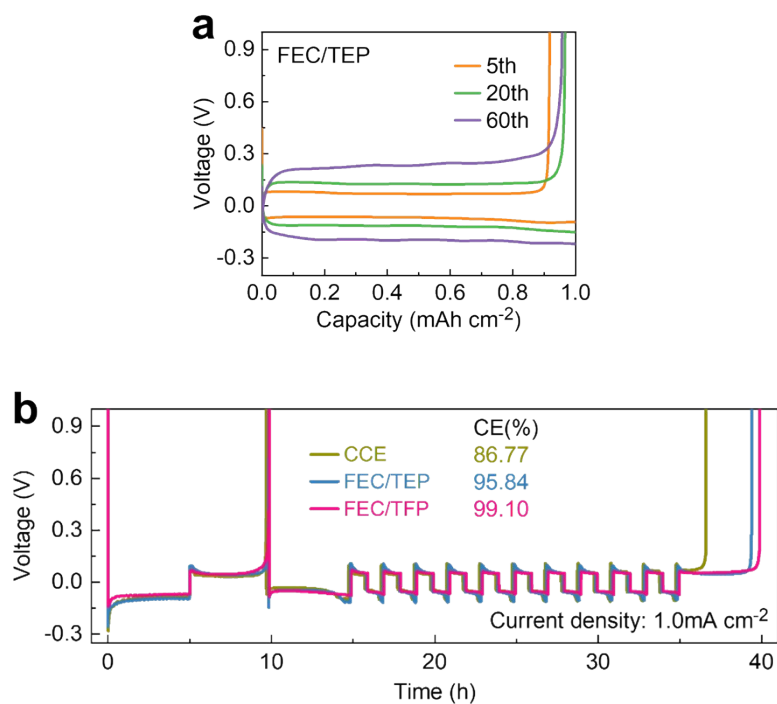 a
FEC/TEP
5th
20th
60th
0.9
0.6
0.3
0.0
-0.3
Voltage (V)
0.0 0.2 0.4 0.6 0.8 1.0
Capacity (mAh cm-2)
b
CE(%)
CCE 86.77
FEC/TEP 95.84
FEC/TFP 99.10
0.9
0.6
0.3
0.0
-0.3
Voltage (V)
Current density: 1.0mA cm-2
0 10 20 30 40
Time (h)